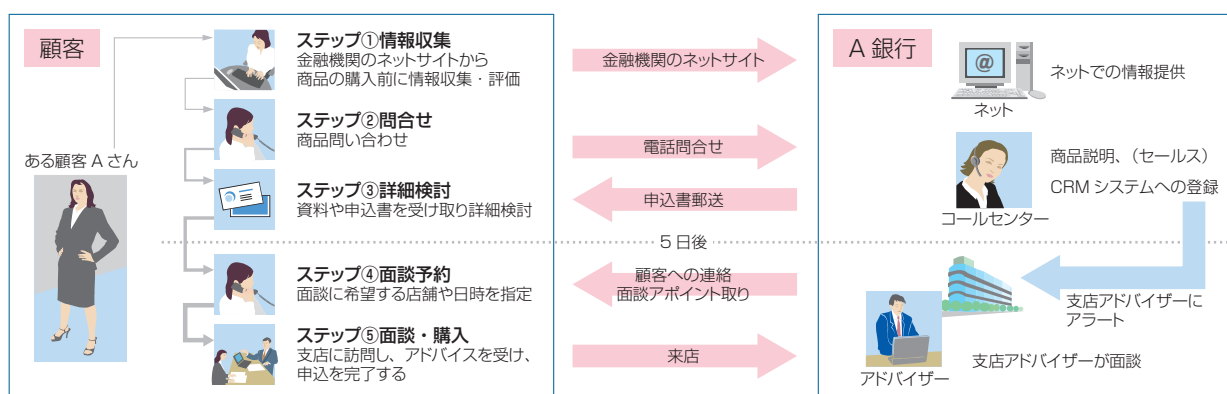 顧客
ある顧客Aさん
ステップ①情報収集
金融機関のネットサイトから
商品の購入前に情報収集・評価
ステップ②問合せ
商品問い合わせ
ステップ③詳細検討
資料や申込書を受け取り詳細検討
ステップ④面談予約
面談に希望する店舗や日時を指定
ステップ⑤面談・購入
支店に訪問し、アドバイスを受け、
申込を完了する
金融機関のネットサイト
電話問合せ
申込書郵送
5日後
顧客への連絡
面談アポイント取り
来店
A銀行
@
ネット
ネットでの情報提供
コールセンター
商品説明、（セールス）
CRMシステムへの登録
支店アドバイザーに
アラート
アドバイザー
支店アドバイザーが面談